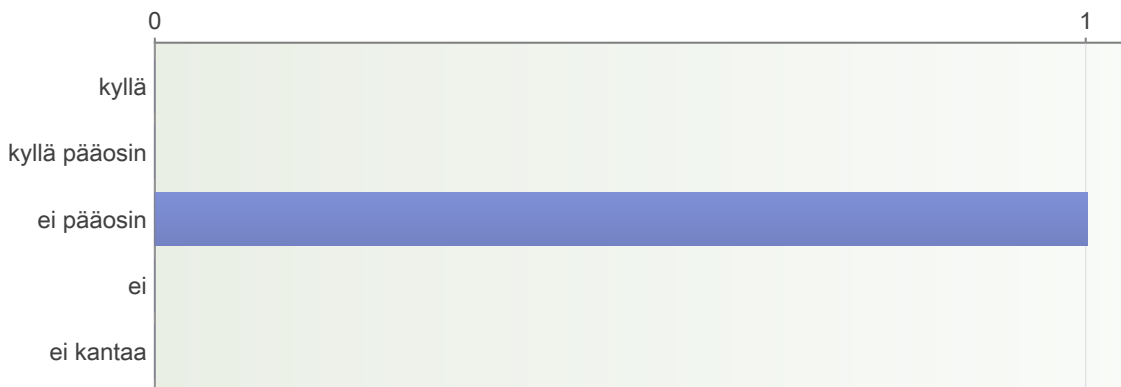 0 1
kyllä
kyllä pääosin
ei pääosin
ei
ei kantaa